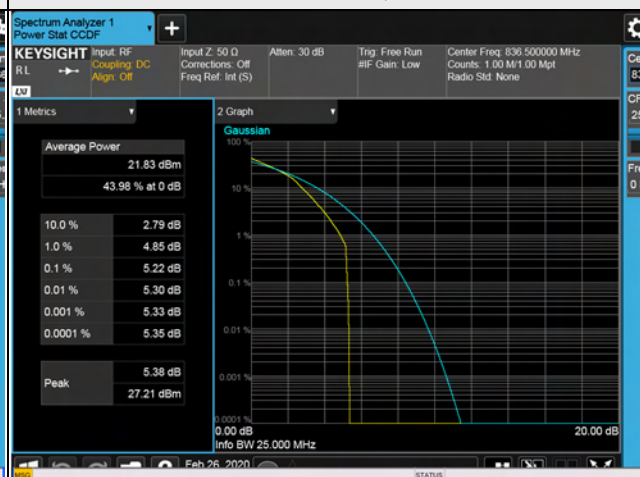 Spectrum Analyzer 1
Power Stat CCDF
KEYSIGHT
RL
LXI
Input: RF
Coupling: DC
Align: Off
Input Z: 50 Ω
Corrections: Off
Freq Ref: Int (S)
Atten: 30 dB
Trig: Free Run
#IF Gain: Low
Center Freq: 836.500000 MHz
Counts: 1.00 M/1.00 Mpt
Radio Std: None
1 Metrics
Average Power
21.83 dBm
43.98 % at 0 dB
10.0 % 2.79 dB
1.0 % 4.85 dB
0.1 % 5.22 dB
0.01 % 5.30 dB
0.001 % 5.33 dB
0.0001 % 5.35 dB
Peak
5.38 dB
27.21 dBm
2 Graph
Gaussian
100 %
10 %
1 %
0.1 %
0.01 %
0.001 %
0.0001 %
0.00 dB 20.00 dB
Info BW 25.000 MHz
Feb 26, 2020
MSG
STATUS